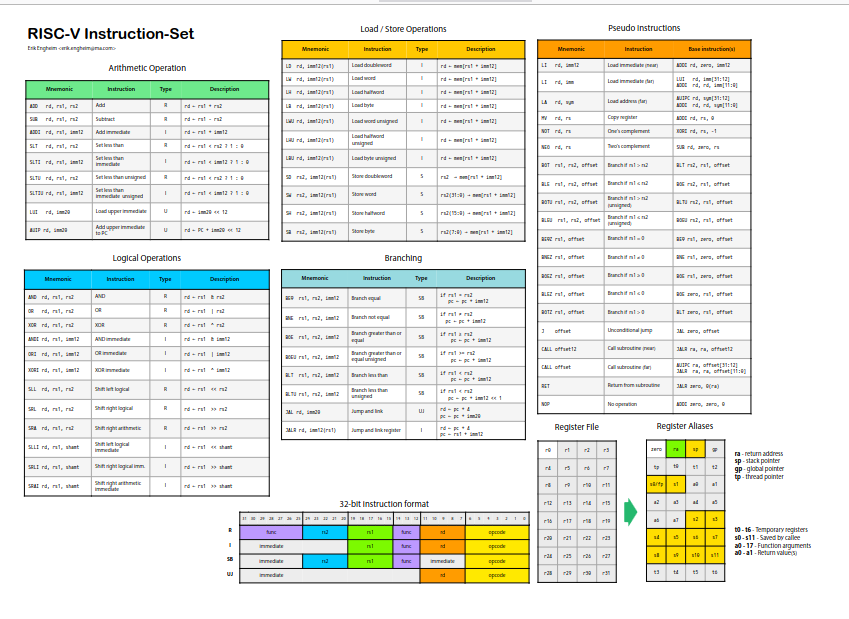 RISC-V Instruction-Set
Erik Engheim <erik.engheim@ma.com>
Arithmetic Operation
Mnemonic Instruction Type Description
ADD rd, rs1, rs2 Add R rd ← rs1 + rs2
SUB rd, rs1, rs2 Subtract R rd ← rs1 - rs2
ADDI rd, rs1, imm12 Add immediate I rd ← rs1 + imm12
SLT rd, rs1, rs2 Set less than R rd ← rs1 < rs2 ? 1 : 0
SLTI rd, rs1, imm12 Set less than immediate I rd ← rs1 < imm12 ? 1 : 0
SLTU rd, rs1, rs2 Set less than unsigned R rd ← rs1 < rs2 ? 1 : 0
SLTIU rd, rs1, imm12 Set less than immediate unsigned I rd ← rs1 < imm12 ? 1 : 0
LUI rd, imm20 Load upper immediate U rd ← imm20 << 12
AUIP rd, imm20 Add upper immediate to PC U rd ← PC + imm20 << 12
Logical Operations
Mnemonic Instruction Type Description
AND rd, rs1, rs2 AND R rd ← rs1 & rs2
OR rd, rs1, rs2 OR R rd ← rs1 | rs2
XOR rd, rs1, rs2 XOR R rd ← rs1 ^ rs2
ANDI rd, rs1, imm12 AND immediate I rd ← rs1 & imm12
ORI rd, rs1, imm12 OR immediate I rd ← rs1 | imm12
XORI rd, rs1, imm12 XOR immediate I rd ← rs1 ^ imm12
SLL rd, rs1, rs2 Shift left logical R rd ← rs1 << rs2
SRL rd, rs1, rs2 Shift right logical R rd ← rs1 >> rs2
SRA rd, rs1, rs2 Shift right arithmetic R rd ← rs1 >> rs2
SLLI rd, rs1, shamt Shift left logical immediate I rd ← rs1 << shamt
SRLI rd, rs1, shamt Shift right logical imm. I rd ← rs1 >> shamt
SRAI rd, rs1, shamt Shift right arithmetic immediate I rd ← rs1 >> shamt
Load / Store Operations
Mnemonic Instruction Type Description
LD rd, imm12(rs1) Load doubleword I rd ← mem[rs1 + imm12]
LW rd, imm12(rs1) Load word I rd ← mem[rs1 + imm12]
LH rd, imm12(rs1) Load halfword I rd ← mem[rs1 + imm12]
LB rd, imm12(rs1) Load byte I rd ← mem[rs1 + imm12]
LWU rd, imm12(rs1) Load word unsigned I rd ← mem[rs1 + imm12]
LHU rd, imm12(rs1) Load halfword unsigned I rd ← mem[rs1 + imm12]
LBU rd, imm12(rs1) Load byte unsigned I rd ← mem[rs1 + imm12]
SD rs2, imm12(rs1) Store doubleword S rs2 → mem[rs1 + imm12]
SW rs2, imm12(rs1) Store word S rs2(31:0) → mem[rs1 + imm12]
SH rs2, imm12(rs1) Store halfword S rs2(15:0) → mem[rs1 + imm12]
SB rs2, imm12(rs1) Store byte S rs2(7:0) → mem[rs1 + imm12]
Branching
Mnemonic Instruction Type Description
BEQ rs1, rs2, imm12 Branch equal SB if rs1 = rs2 pc ← pc + imm12
BNE rs1, rs2, imm12 Branch not equal SB if rs1 ≠ rs2 pc ← pc + imm12
BGE rs1, rs2, imm12 Branch greater than or equal SB if rs1 ≥ rs2 pc ← pc + imm12
BGEU rs1, rs2, imm12 Branch greater than or equal unsigned SB if rs1 >= rs2 pc ← pc + imm12
BLT rs1, rs2, imm12 Branch less than SB if rs1 < rs2 pc ← pc + imm12
BLTU rs1, rs2, imm12 Branch less than unsigned SB if rs1 < rs2 pc ← pc + imm12 << 1
JAL rd, imm20 Jump and link UJ rd ← pc + 4 pc ← pc + imm20
JALR rd, imm12(rs1) Jump and link register I rd ← pc + 4 pc ← rs1 + imm12
Pseudo Instructions
Mnemonic Instruction Base instruction(s)
LI rd, imm12 Load immediate (near) ADDI rd, zero, imm12
LI rd, imm Load immediate (far) LUI rd, imm[31:12] ADDI rd, rd, imm[11:0]
LA rd, sym Load address (far) AUIPC rd, sym[31:12] ADDI rd, rd, sym[11:0]
MV rd, rs Copy register ADDI rd, rs, 0
NOT rd, rs One's complement XORI rd, rs, -1
NEG rd, rs Two's complement SUB rd, zero, rs
BGT rs1, rs2, offset Branch if rs1 > rs2 BLT rs2, rs1, offset
BLE rs1, rs2, offset Branch if rs1 ≤ rs2 BGE rs2, rs1, offset
BGTU rs1, rs2, offset Branch if rs1 > rs2 (unsigned) BLTU rs2, rs1, offset
BLEU rs1, rs2, offset Branch if rs1 ≤ rs2 (unsigned) BGEU rs2, rs1, offset
BEQZ rs1, offset Branch if rs1 = 0 BEQ rs1, zero, offset
BNEZ rs1, offset Branch if rs1 ≠ 0 BNE rs1, zero, offset
BGEZ rs1, offset Branch if rs1 ≥ 0 BGE rs1, zero, offset
BLEZ rs1, offset Branch if rs1 ≤ 0 BGE zero, rs1, offset
BGTZ rs1, offset Branch if rs1 > 0 BLT zero, rs1, offset
J offset Unconditional jump JAL zero, offset
CALL offset12 Call subroutine (near) JALR ra, ra, offset12
CALL offset Call subroutine (far) AUIPC ra, offset[31:12] JALR ra, ra, offset[11:0]
RET Return from subroutine JALR zero, 0(ra)
NOP No operation ADDI zero, zero, 0
32-bit Instruction format
31 30 29 28 27 26 25 24 23 22 21 20 19 18 17 16 15 14 13 12 11 10 9 8 7 6 5 4 3 2 1 0
R func rs2 rs1 func rd opcode
I immediate rs1 func rd opcode
SB immediate rs2 rs1 func immediate opcode
UJ immediate rd opcode
Register File
r0 r1 r2 r3
r4 r5 r6 r7
r8 r9 r10 r11
r12 r13 r14 r15
r16 r17 r18 r19
r20 r21 r22 r23
r24 r25 r26 r27
r28 r29 r30 r31
Register Aliases
zero ra sp gp
tp t0 t1 t2
s0/fp s1 a0 a1
a2 a3 a4 a5
a6 a7 s2 s3
s4 s5 s6 s7
s8 s9 s10 s11
t3 t4 t5 t6
ra - return address
sp - stack pointer
gp - global pointer
tp - thread pointer
t0 - t6 - Temporary registers
s0 - s11 - Saved by callee
a0 - 17 - Function arguments
a0 - a1 - Return value(s)